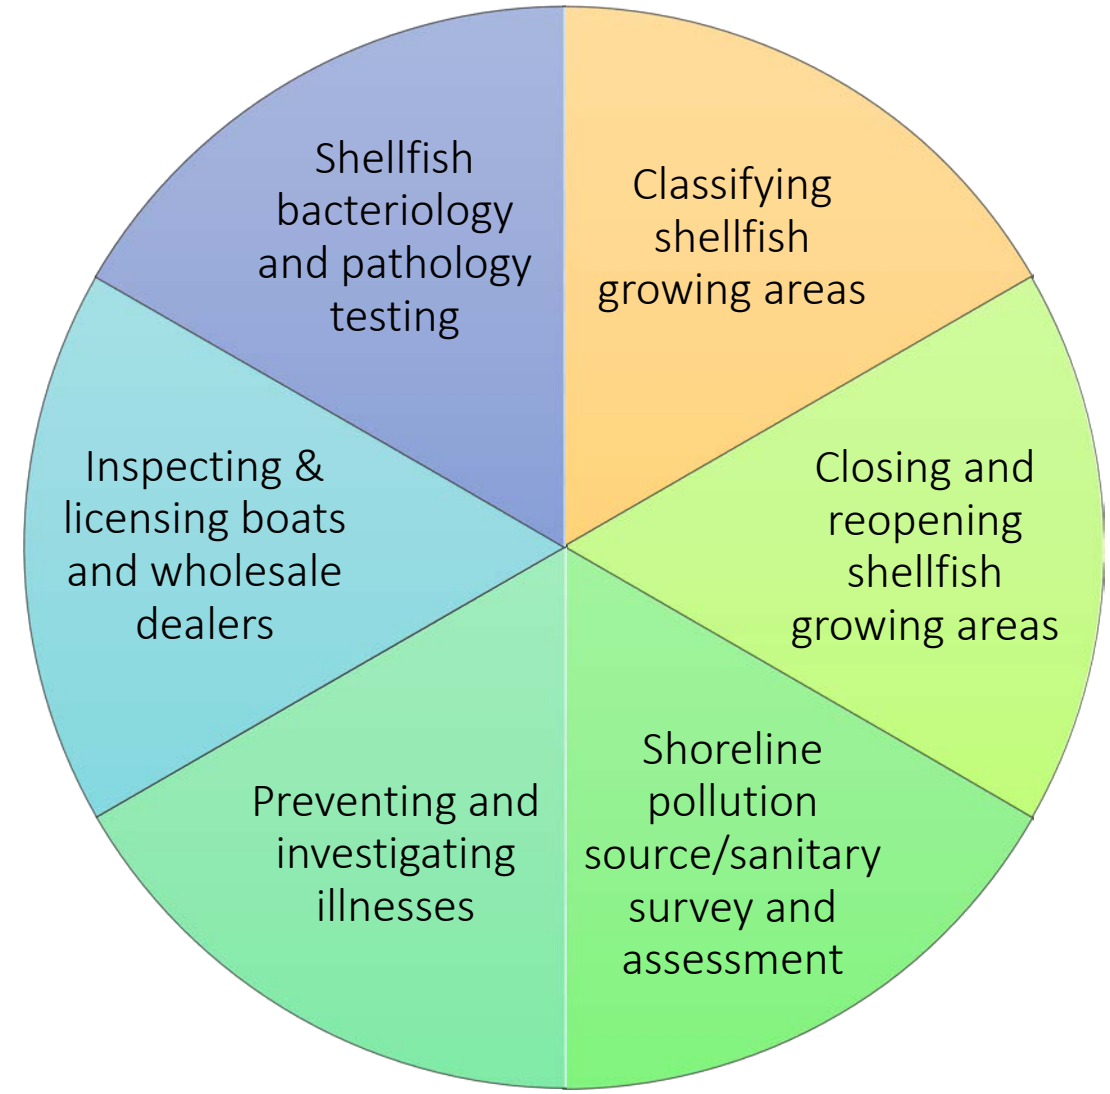 Shellfish
bacteriology
and pathology
testing
Classifying
shellfish
growing areas
Inspecting &
licensing boats
and wholesale
dealers
Closing and
reopening
shellfish
growing areas
Preventing and
investigating
illnesses
Shoreline
pollution
source/sanitary
survey and
assessment